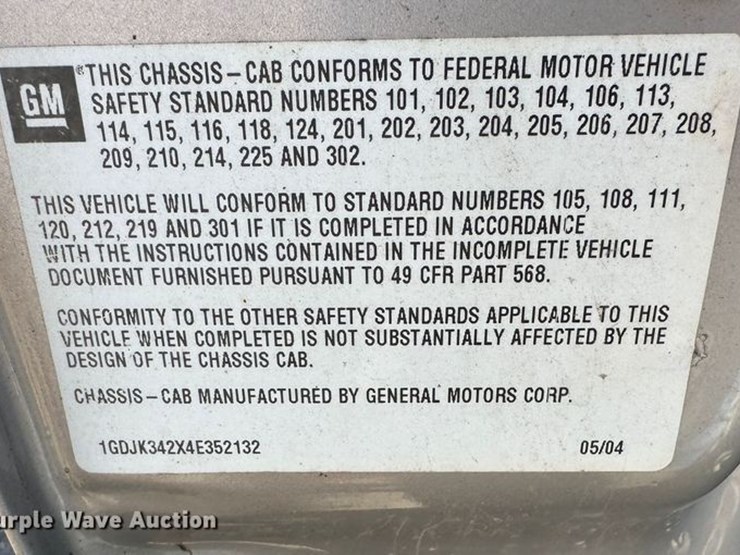 GM
®THIS CHASSIS – CAB CONFORMS TO FEDERAL MOTOR VEHICLE
SAFETY STANDARD NUMBERS 101, 102, 103, 104, 106, 113,
114, 115, 116, 118, 124, 201, 202, 203, 204, 205, 206, 207, 208,
209, 210, 214, 225 AND 302.
THIS VEHICLE WILL CONFORM TO STANDARD NUMBERS 105, 108, 111,
120, 212, 219 AND 301 IF IT IS COMPLETED IN ACCORDANCE
WITH THE INSTRUCTIONS CONTAINED IN THE INCOMPLETE VEHICLE
DOCUMENT FURNISHED PURSUANT TO 49 CFR PART 568.
CONFORMITY TO THE OTHER SAFETY STANDARDS APPLICABLE TO THIS
VEHICLE WHEN COMPLETED IS NOT SUBSTANTIALLY AFFECTED BY THE
DESIGN OF THE CHASSIS CAB.
CHASSIS – CAB MANUFACTURED BY GENERAL MOTORS CORP.
1GDJK342X4E352132 05/04
urple Wave Auction